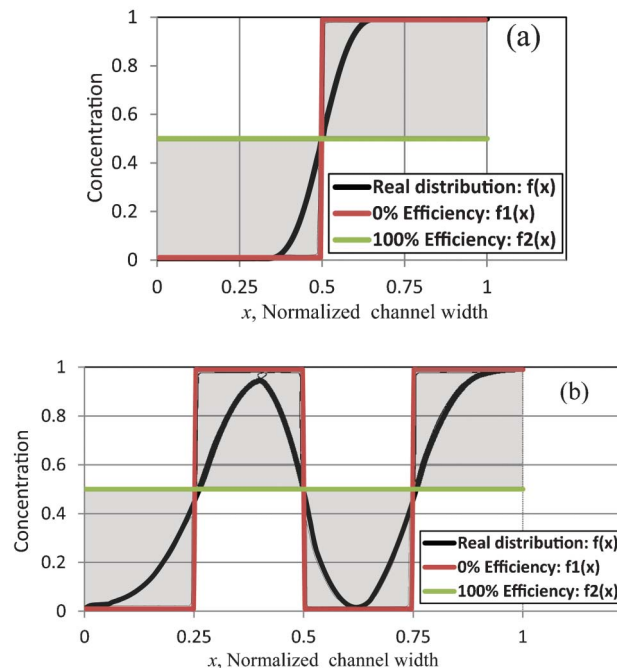 (a)
Concentration
1
0.8
0.6
0.4
0.2
0
Real distribution: f(x)
0% Efficiency: f1(x)
100% Efficiency: f2(x)
0 0.25 0.5 0.75 1
x, Normalized channel width
(b)
Concentration
1
0.8
0.6
0.4
0.2
0
Real distribution: f(x)
0% Efficiency: f1(x)
100% Efficiency: f2(x)
0 0.25 0.5 0.75 1
x, Normalized channel width